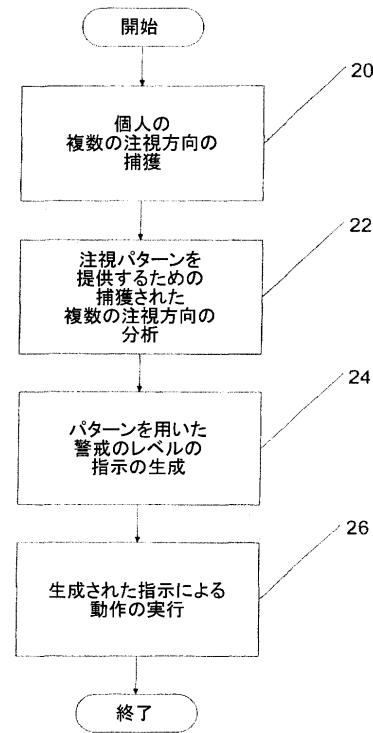 開始
20
個人の
複数の注視方向の
捕獲
22
注視パターンを
提供するための
捕獲された
複数の注視方向の
分析
24
パターンを用いた
警戒のレベルの
指示の生成
26
生成された指示による
動作の実行
終了